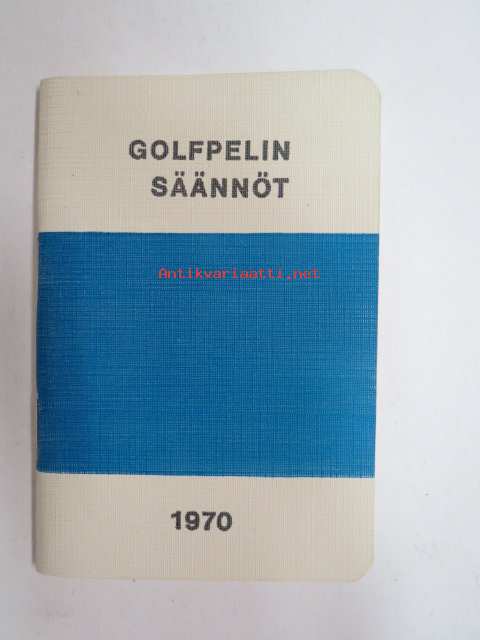 GOLFPELIN
SÄÄNNÖT
Antikvariaatti.net
1970